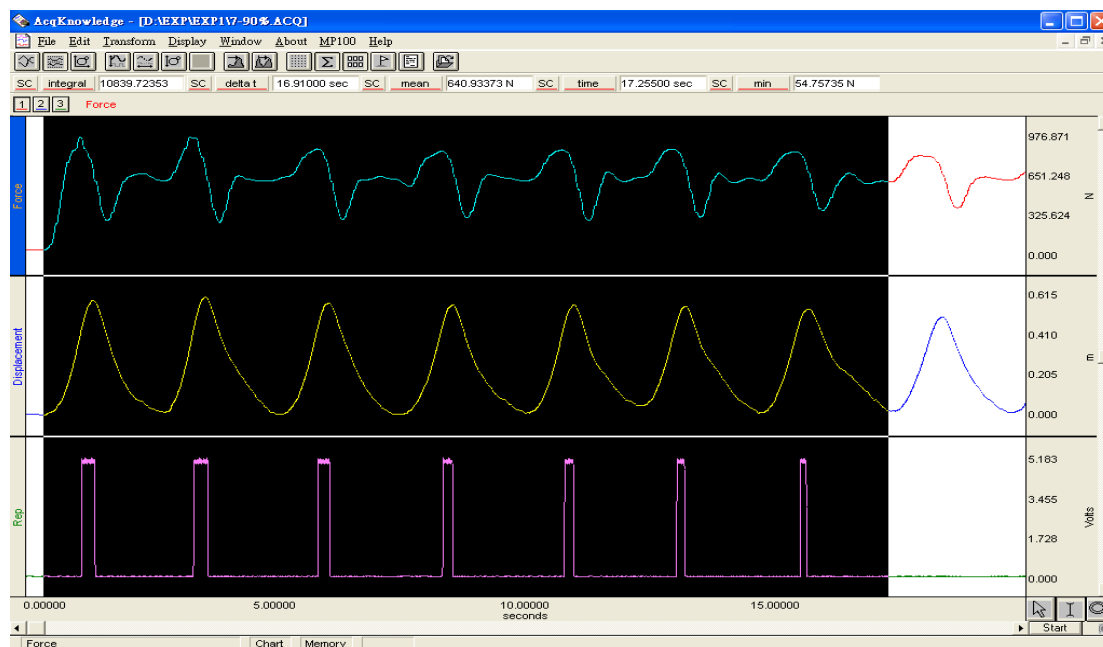 AcqKnowledge - [D:\EXP\EXP1\7-90%.ACQ]
File Edit Transform Display Window About MP100 Help
SC integral 10839.72353 SC delta t 16.91000 sec SC mean 640.93373 N SC time 17.25500 sec SC min 54.75735 N
1 2 3 Force
Force
976.871
651.248
325.624
0.000
N
Displacement
0.615
0.410
0.205
0.000
m
Rep
5.183
3.455
1.728
0.000
Volts
0.00000 5.00000 10.00000 15.00000
seconds
Start
Force Chart Memory